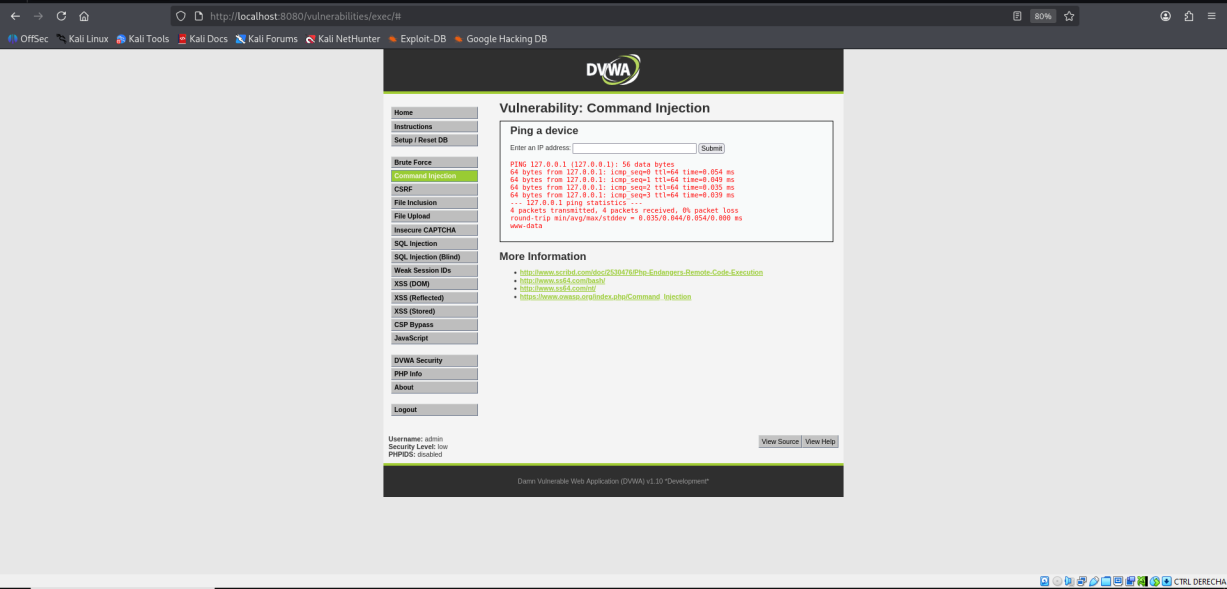 http://localhost:8080/vulnerabilities/exec/#
80%
OffSec Kali Linux Kali Tools Kali Docs Kali Forums Kali NetHunter Exploit-DB Google Hacking DB
DVWA
Home
Instructions
Setup / Reset DB
Brute Force
Command Injection
CSRF
File Inclusion
File Upload
Insecure CAPTCHA
SQL Injection
SQL Injection (Blind)
Weak Session IDs
XSS (DOM)
XSS (Reflected)
XSS (Stored)
CSP Bypass
JavaScript
DVWA Security
PHP Info
About
Logout
Vulnerability: Command Injection
Ping a device
Enter an IP address: Submit
PING 127.0.0.1 (127.0.0.1): 56 data bytes
64 bytes from 127.0.0.1: icmp_seq=0 ttl=64 time=0.054 ms
64 bytes from 127.0.0.1: icmp_seq=1 ttl=64 time=0.049 ms
64 bytes from 127.0.0.1: icmp_seq=2 ttl=64 time=0.035 ms
64 bytes from 127.0.0.1: icmp_seq=3 ttl=64 time=0.039 ms
--- 127.0.0.1 ping statistics ---
4 packets transmitted, 4 packets received, 0% packet loss
round-trip min/avg/max/stddev = 0.035/0.044/0.054/0.000 ms
www-data
More Information
http://www.scribd.com/doc/2530476/Php-Endangers-Remote-Code-Execution
http://www.ss64.com/bash/
http://www.ss64.com/nt/
https://www.owasp.org/index.php/Command_Injection
Username: admin
Security Level: low
PHPIDS: disabled
View Source View Help
Damn Vulnerable Web Application (DVWA) v1.10 *Development*
CTRL DERECHA